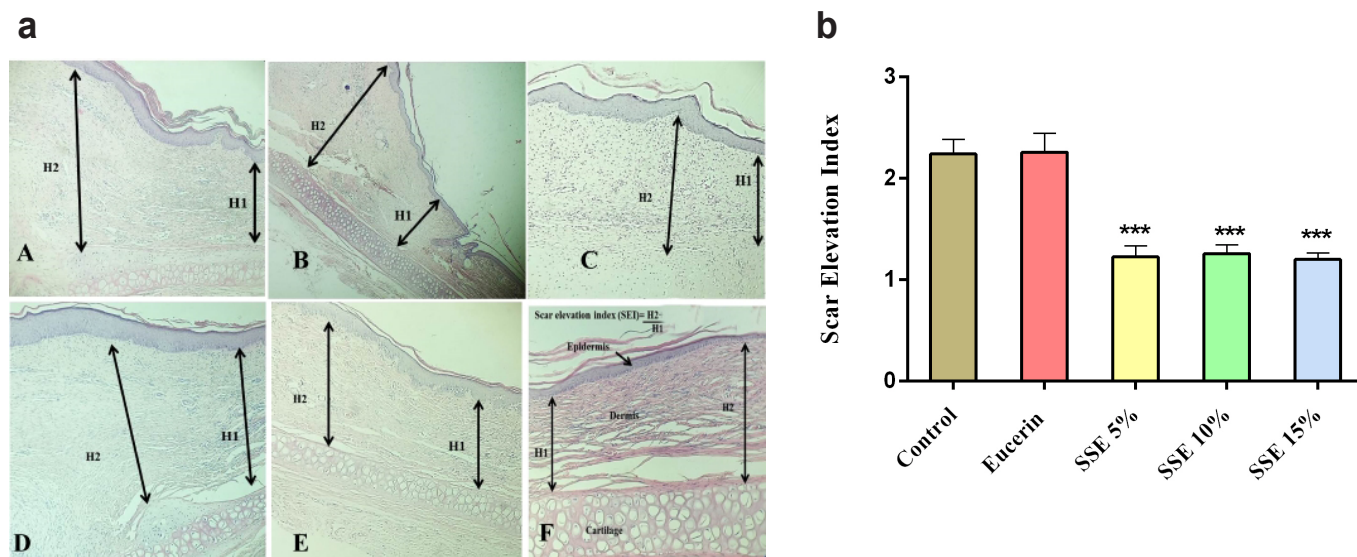 a
H2
H1
A
H2
H1
B
H2
H1
C
H2
H1
D
H2
H1
E
Scar elevation index (SEI)= H2
H1
Epidermis
Dermis
H1
H2
Cartilage
F
b
Scar Elevation Index
3
2
1
0
***
***
***
Control
Eucerin
SSE 5%
SSE 10%
SSE 15%